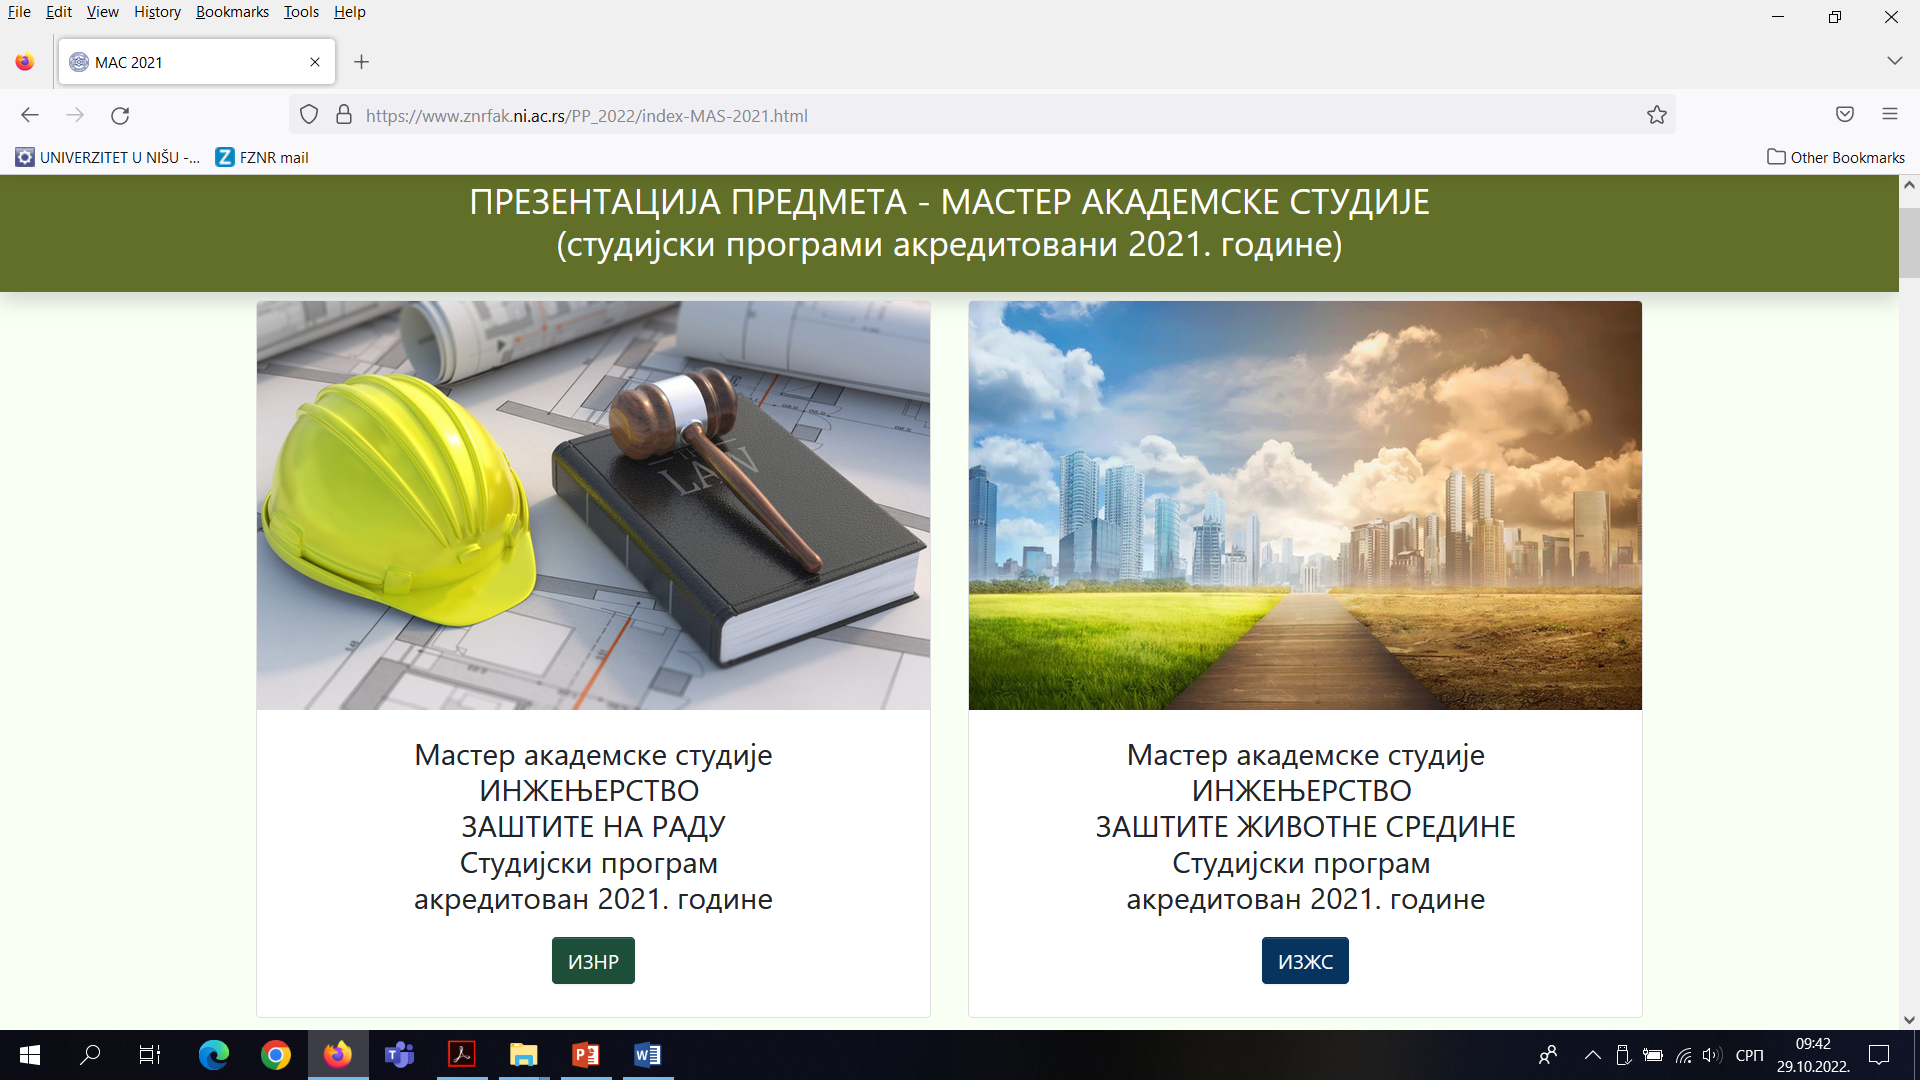 File Edit View History Bookmarks Tools Help
МАС 2021
https://www.znrfak.ni.ac.rs/PP_2022/index-MAS-2021.html
UNIVERZITET U NIŠU -... FZNR mail Other Bookmarks
ПРЕЗЕНТАЦИЈА ПРЕДМЕТА - МАСТЕР АКАДЕМСКЕ СТУДИЈЕ
(студијски програми акредитовани 2021. године)
LAW
Мастер академске студије
ИНЖЕЊЕРСТВО
ЗАШТИТЕ НА РАДУ
Студијски програм
акредитован 2021. године
ИЗНР
Мастер академске студије
ИНЖЕЊЕРСТВО
ЗАШТИТЕ ЖИВОТНЕ СРЕДИНЕ
Студијски програм
акредитован 2021. године
ИЗЖС
СРП
09:42
29.10.2022.